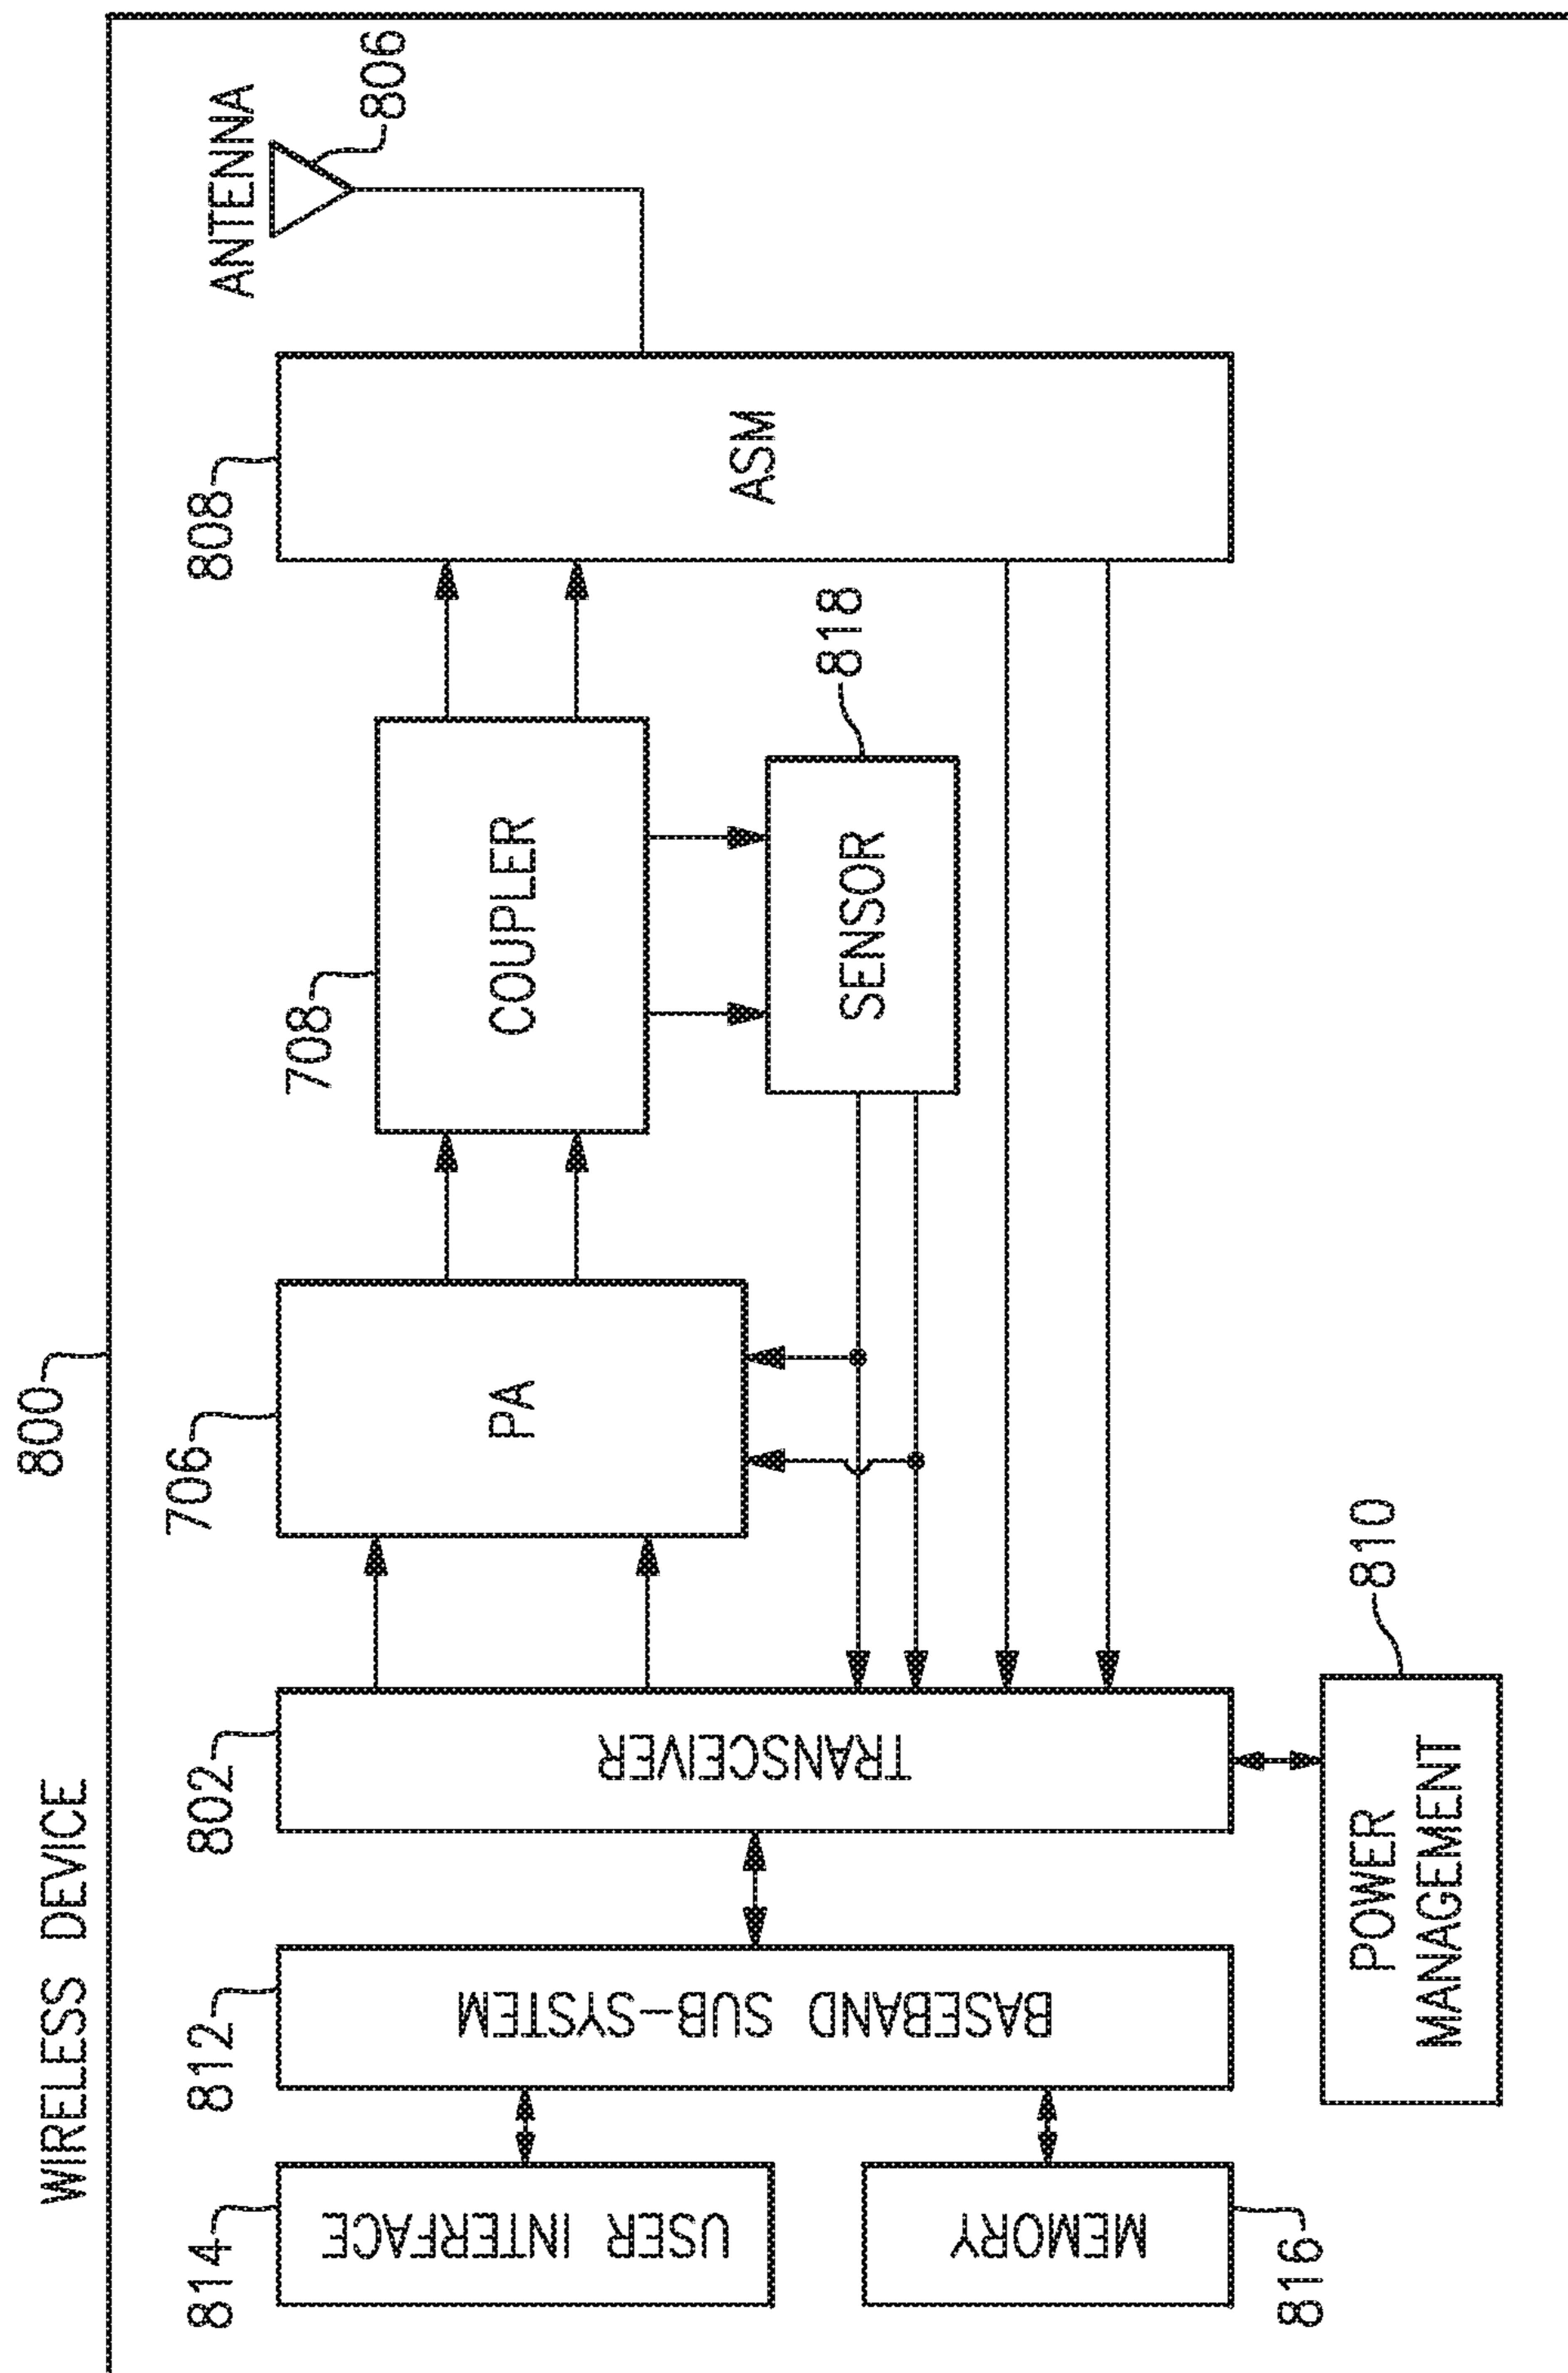 WIRELESS DEVICE
800
ANTENNA
806
808
ASM
708
COUPLER
818
SENSOR
706
PA
802
TRANSCEIVER
812
BASEBAND SUB-SYSTEM
814
USER INTERFACE
MEMORY
816
810
POWER
MANAGEMENT